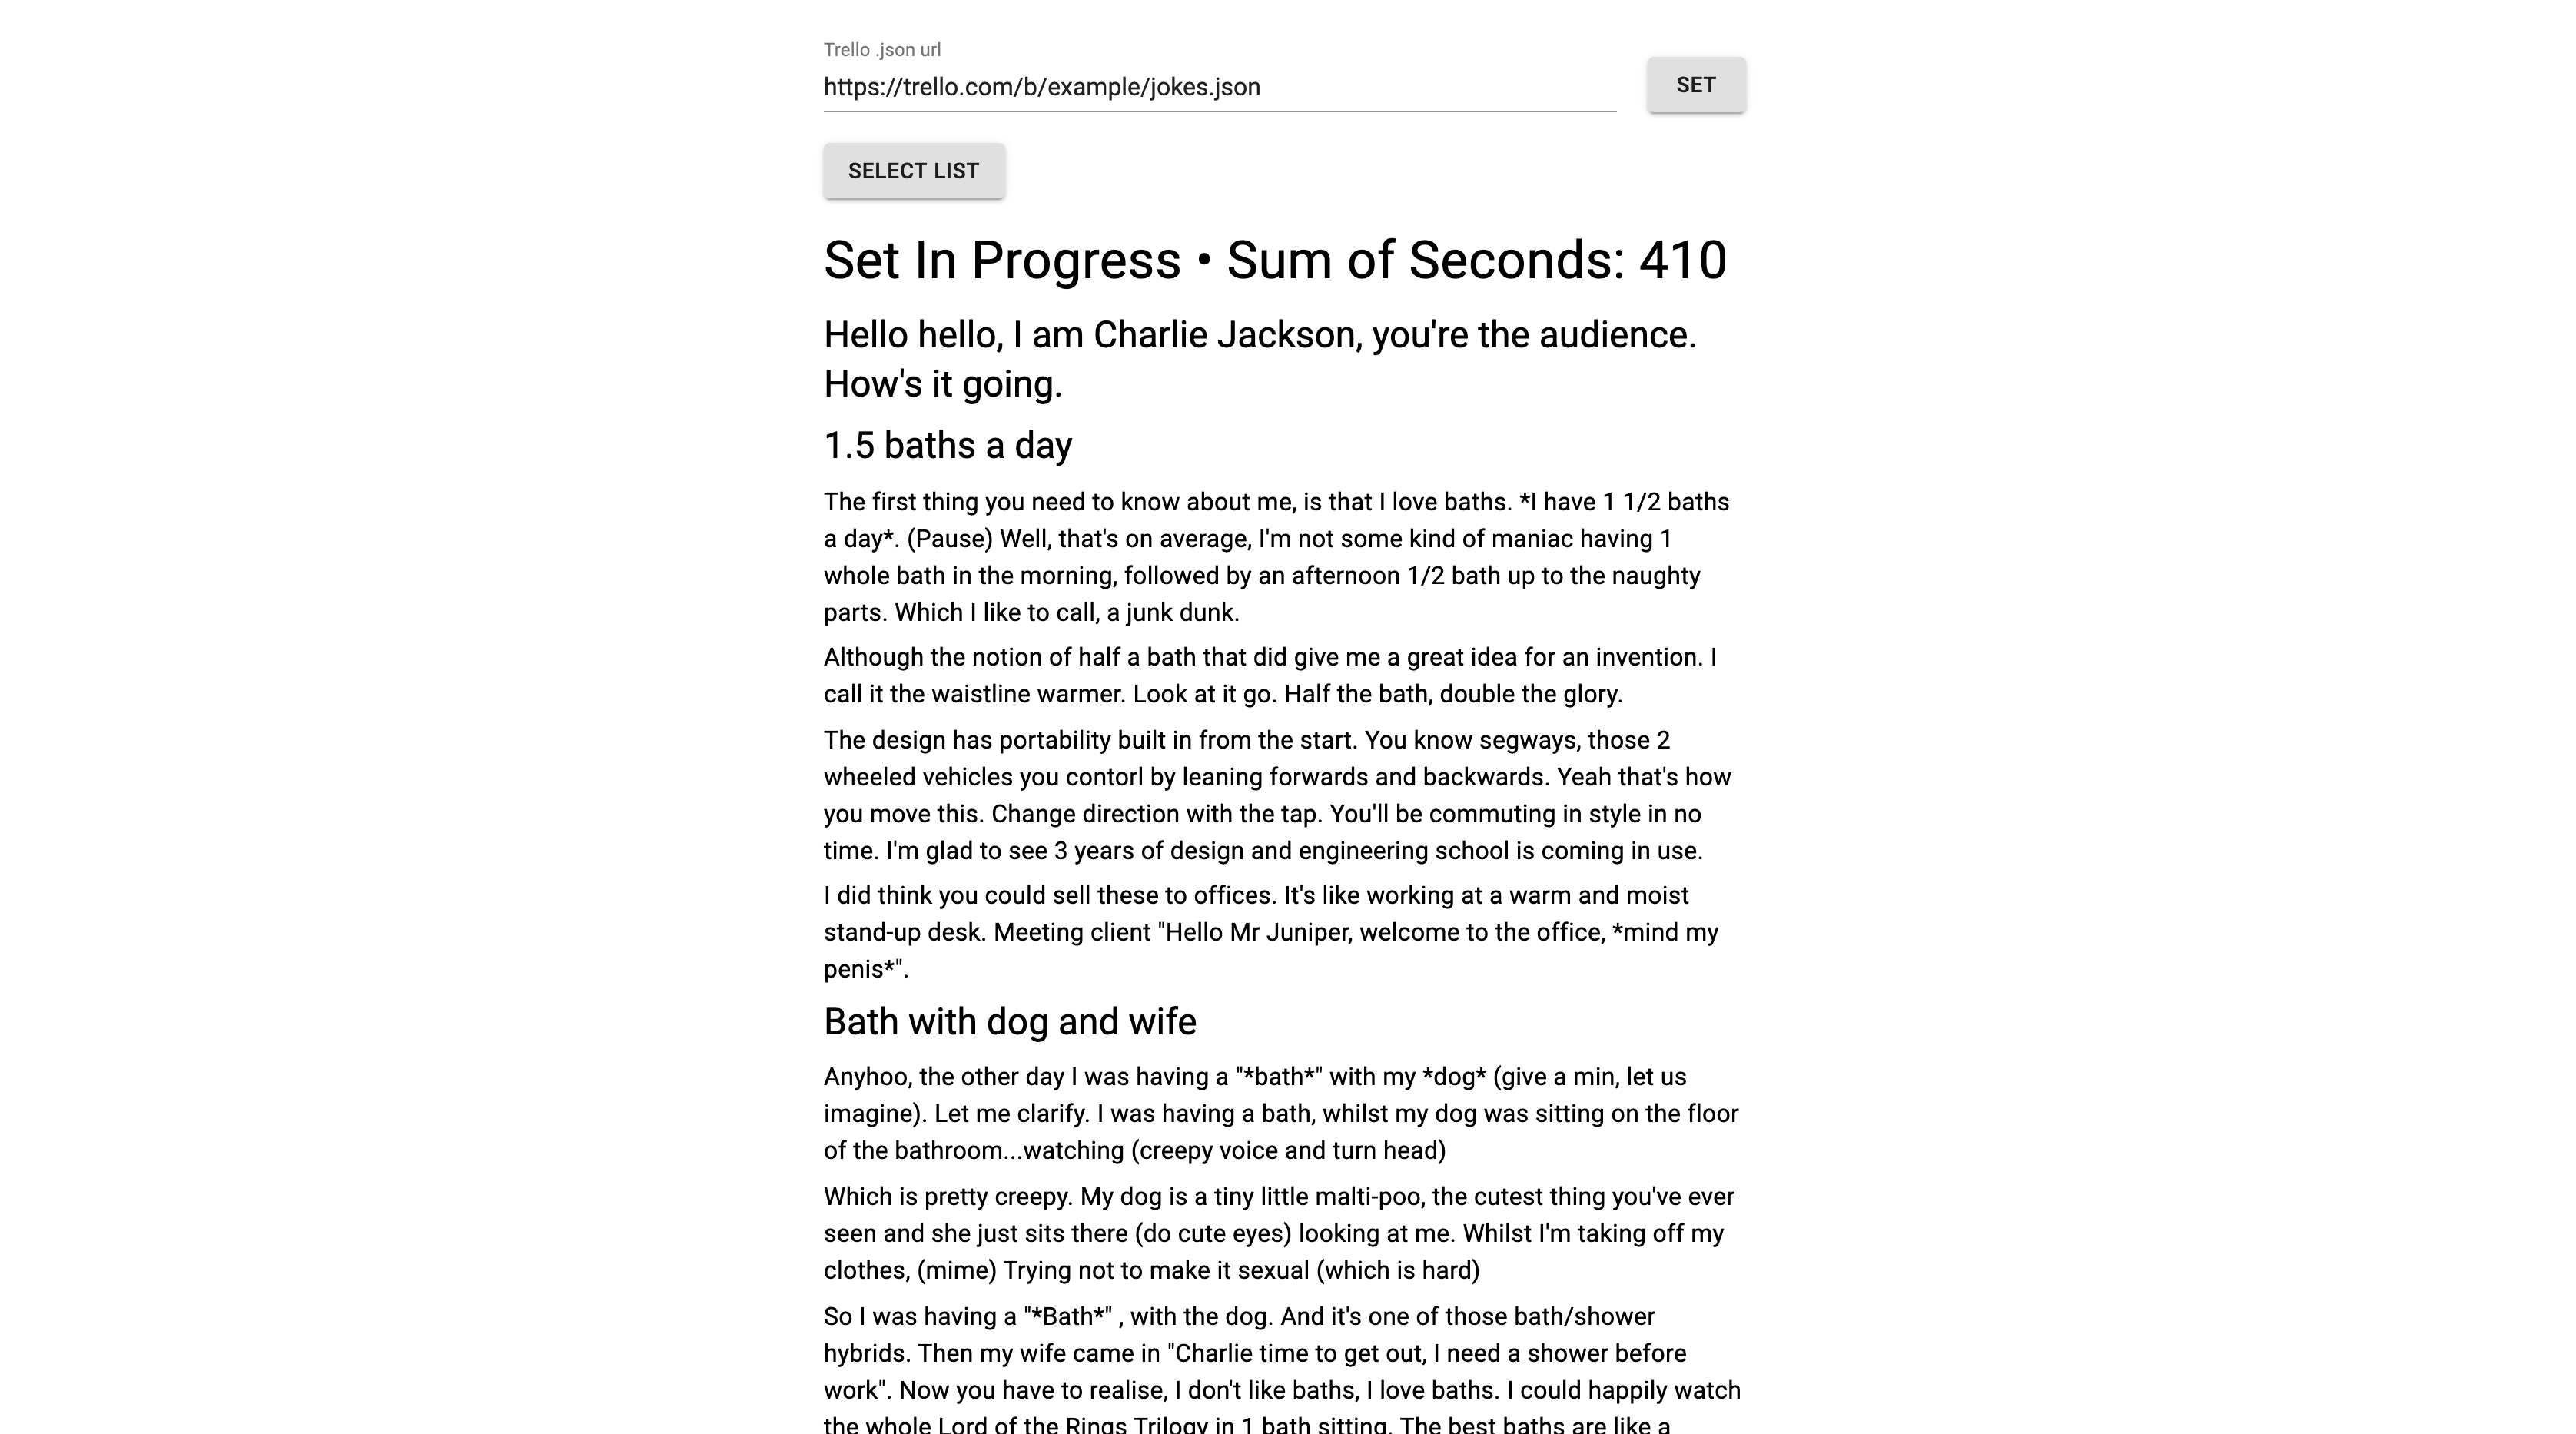 Trello .json url
https://trello.com/b/example/jokes.json
SET
SELECT LIST
Set In Progress • Sum of Seconds: 410
Hello hello, I am Charlie Jackson, you're the audience.
How's it going.
1.5 baths a day
The first thing you need to know about me, is that I love baths. *I have 1 1/2 baths
a day*. (Pause) Well, that's on average, I'm not some kind of maniac having 1
whole bath in the morning, followed by an afternoon 1/2 bath up to the naughty
parts. Which I like to call, a junk dunk.
Although the notion of half a bath that did give me a great idea for an invention. I
call it the waistline warmer. Look at it go. Half the bath, double the glory.
The design has portability built in from the start. You know segways, those 2
wheeled vehicles you contorl by leaning forwards and backwards. Yeah that's how
you move this. Change direction with the tap. You'll be commuting in style in no
time. I'm glad to see 3 years of design and engineering school is coming in use.
I did think you could sell these to offices. It's like working at a warm and moist
stand-up desk. Meeting client "Hello Mr Juniper, welcome to the office, *mind my
penis*".
Bath with dog and wife
Anyhoo, the other day I was having a "*bath*" with my *dog* (give a min, let us
imagine). Let me clarify. I was having a bath, whilst my dog was sitting on the floor
of the bathroom...watching (creepy voice and turn head)
Which is pretty creepy. My dog is a tiny little malti-poo, the cutest thing you've ever
seen and she just sits there (do cute eyes) looking at me. Whilst I'm taking off my
clothes, (mime) Trying not to make it sexual (which is hard)
So I was having a "*Bath*" , with the dog. And it's one of those bath/shower
hybrids. Then my wife came in "Charlie time to get out, I need a shower before
work". Now you have to realise, I don't like baths, I love baths. I could happily watch
the whole Lord of the Rings Trilogy in 1 bath sitting. The best baths are like a